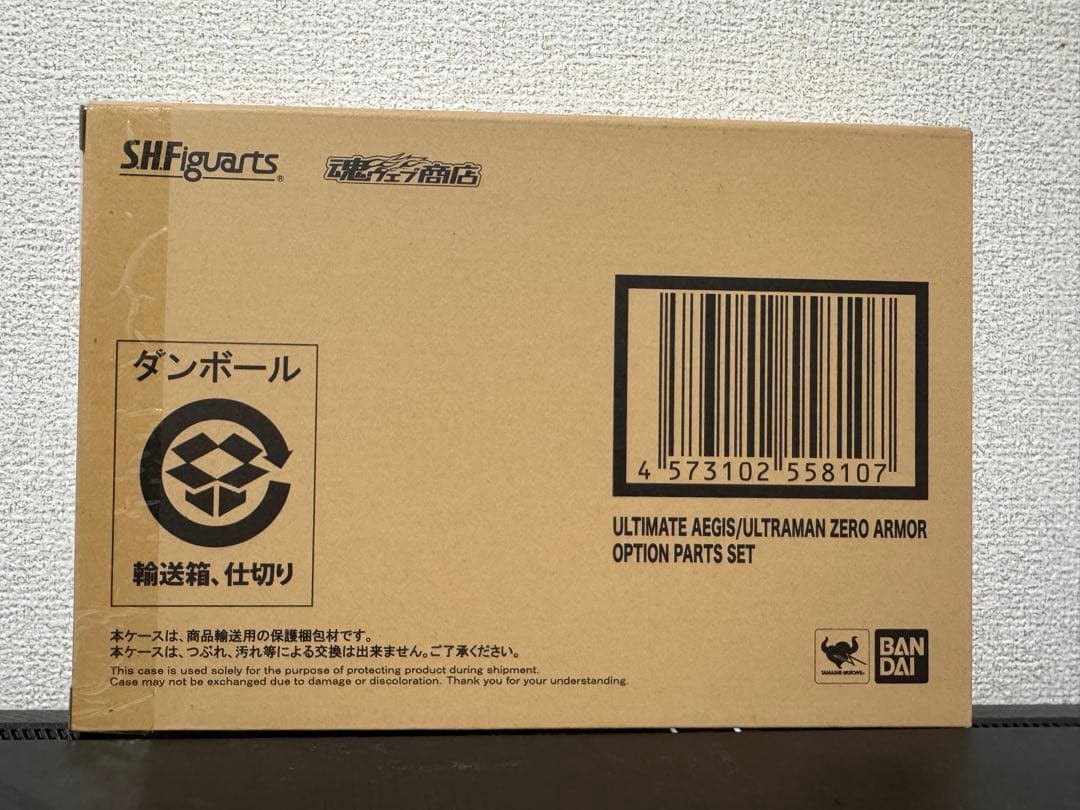 S.H.Figuarts®
魂ウェブ商店
ダンボール
輸送箱、仕切り
4 573102 558107
ULTIMATE AEGIS/ULTRAMAN ZERO ARMOR
OPTION PARTS SET
本ケースは、商品輸送用の保護梱包材です。
本ケースは、つぶれ、汚れ等による交換は出来ません。ご了承ください。
This case is used solely for the purpose of protecting product during shipment.
Case may not be exchanged due to damage or discoloration. Thank you for your understanding.
TAMASHII NATIONS
BAN
DAI